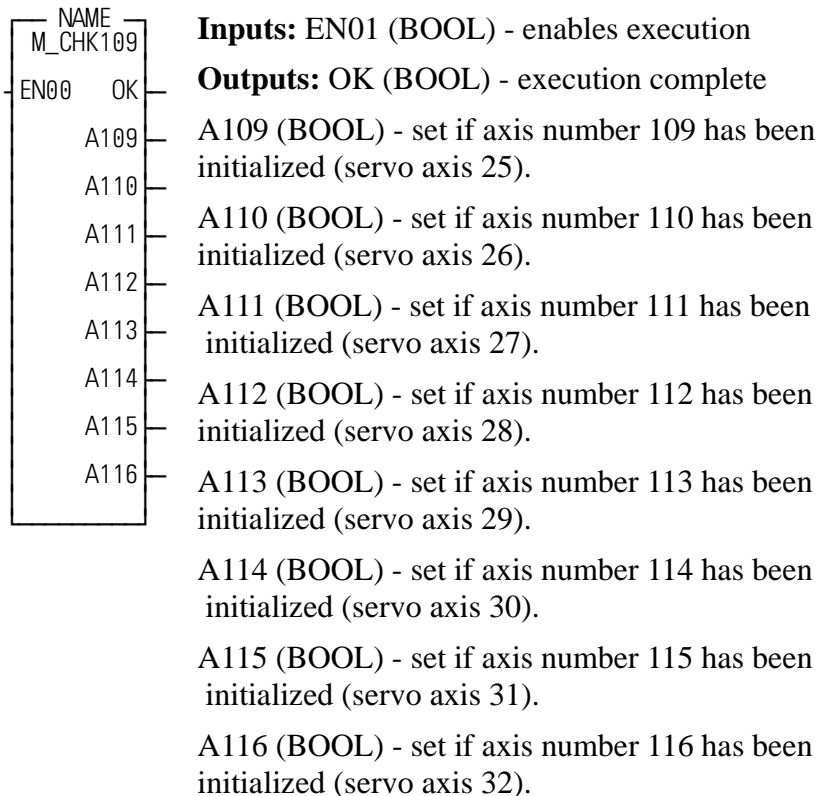 NAME
M_CHK109
EN00 OK
A109
A110
A111
A112
A113
A114
A115
A116
Inputs: EN01 (BOOL) - enables execution
Outputs: OK (BOOL) - execution complete
A109 (BOOL) - set if axis number 109 has been
initialized (servo axis 25).
A110 (BOOL) - set if axis number 110 has been
initialized (servo axis 26).
A111 (BOOL) - set if axis number 111 has been
initialized (servo axis 27).
A112 (BOOL) - set if axis number 112 has been
initialized (servo axis 28).
A113 (BOOL) - set if axis number 113 has been
initialized (servo axis 29).
A114 (BOOL) - set if axis number 114 has been
initialized (servo axis 30).
A115 (BOOL) - set if axis number 115 has been
initialized (servo axis 31).
A116 (BOOL) - set if axis number 116 has been
initialized (servo axis 32).